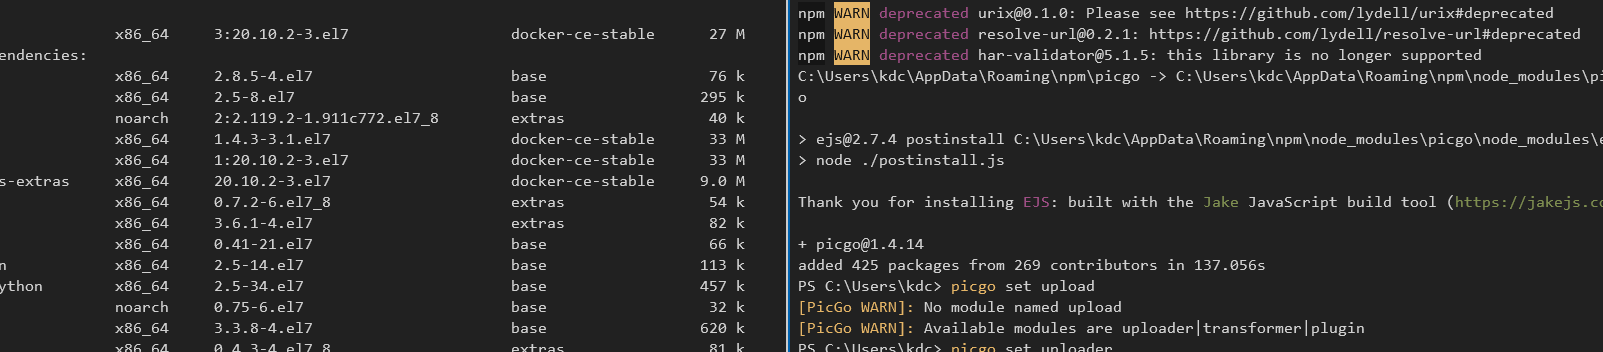 x86_64 3:20.10.2-3.el7 docker-ce-stable 27 M
endencies:
x86_64 2.8.5-4.el7 base 76 k
x86_64 2.5-8.el7 base 295 k
noarch 2:2.119.2-1.911c772.el7_8 extras 40 k
x86_64 1.4.3-3.1.el7 docker-ce-stable 33 M
x86_64 1:20.10.2-3.el7 docker-ce-stable 33 M
s-extras x86_64 20.10.2-3.el7 docker-ce-stable 9.0 M
x86_64 0.7.2-6.el7_8 extras 54 k
x86_64 3.6.1-4.el7 extras 82 k
x86_64 0.41-21.el7 base 66 k
n x86_64 2.5-14.el7 base 113 k
ython x86_64 2.5-34.el7 base 457 k
noarch 0.75-6.el7 base 32 k
x86_64 3.3.8-4.el7 base 620 k
x86_64 0.4.3-4.el7_8 extras 81 k
npm WARN deprecated urix@0.1.0: Please see https://github.com/lydell/urix#deprecated
npm WARN deprecated resolve-url@0.2.1: https://github.com/lydell/resolve-url#deprecated
npm WARN deprecated har-validator@5.1.5: this library is no longer supported
C:\Users\kdc\AppData\Roaming\npm\picgo -> C:\Users\kdc\AppData\Roaming\npm\node_modules\pi
o
> ejs@2.7.4 postinstall C:\Users\kdc\AppData\Roaming\npm\node_modules\picgo\node_modules\e
> node ./postinstall.js
Thank you for installing EJS: built with the Jake JavaScript build tool (https://jakejs.co
+ picgo@1.4.14
added 425 packages from 269 contributors in 137.056s
PS C:\Users\kdc> picgo set upload
[PicGo WARN]: No module named upload
[PicGo WARN]: Available modules are uploader|transformer|plugin
PS C:\Users\kdc> picgo set uploader